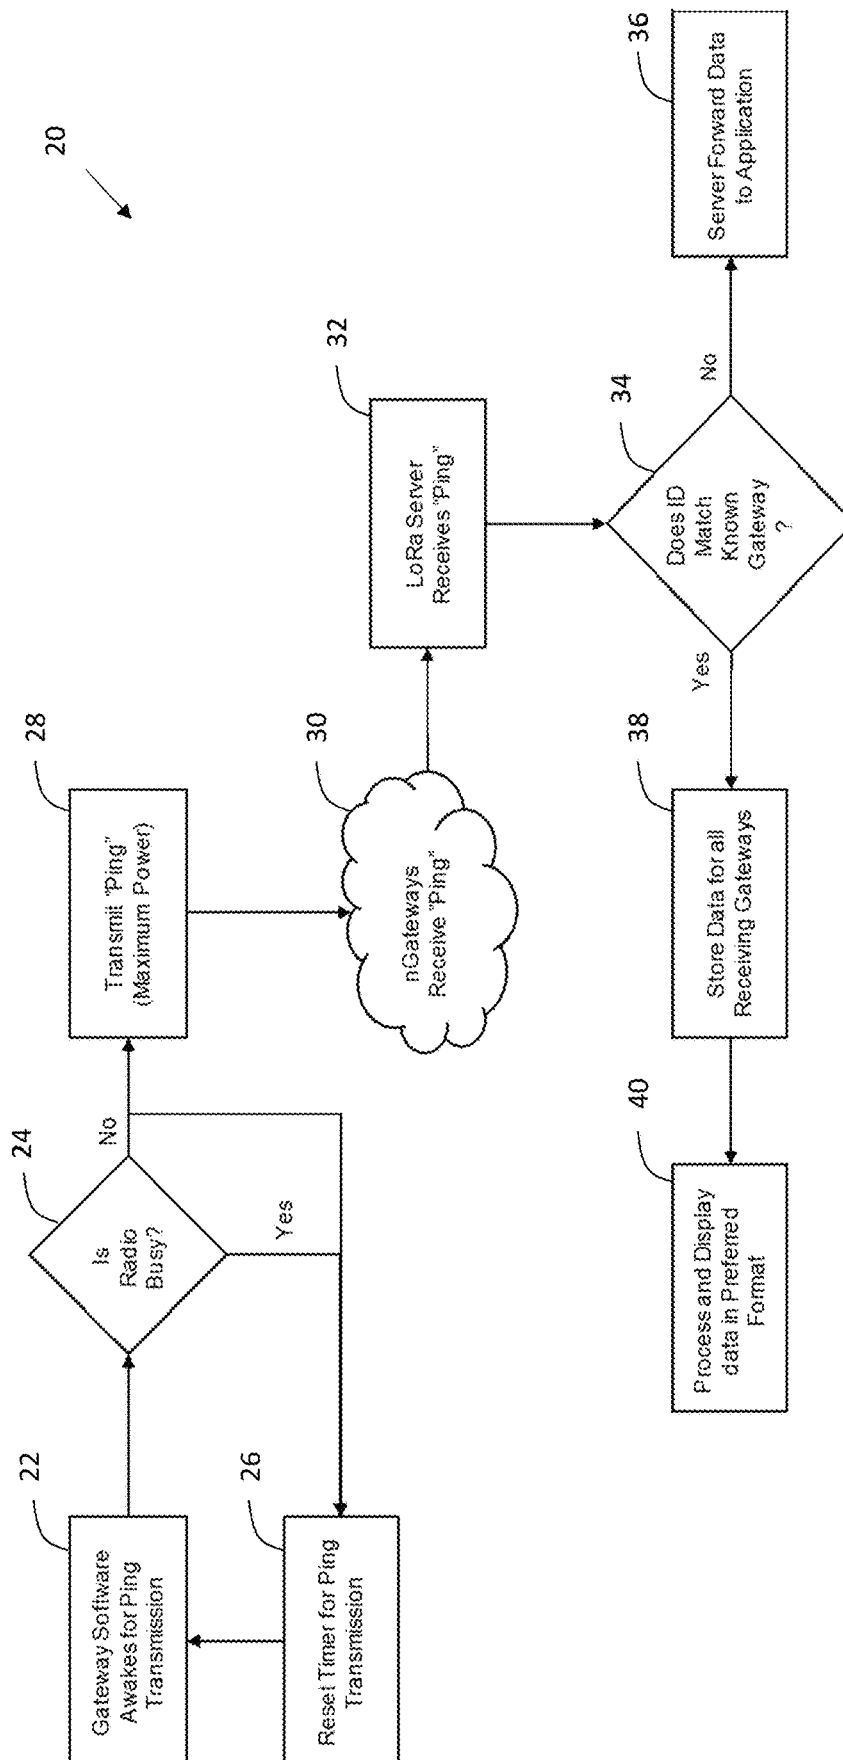 20
22
Gateway Software
Awakes for Ping
Transmission
24
Is
Radio
Busy?
No
Yes
26
Reset Timer for Ping
Transmission
28
Transmit "Ping"
(Maximum Power)
30
nGateways
Receive "Ping"
32
LoRa Server
Receives "Ping"
34
Does ID
Match
Known
Gateway
?
No
Yes
36
Server Forward Data
to Application
38
Store Data for all
Receiving Gateways
40
Process and Display
data in Preferred
Format